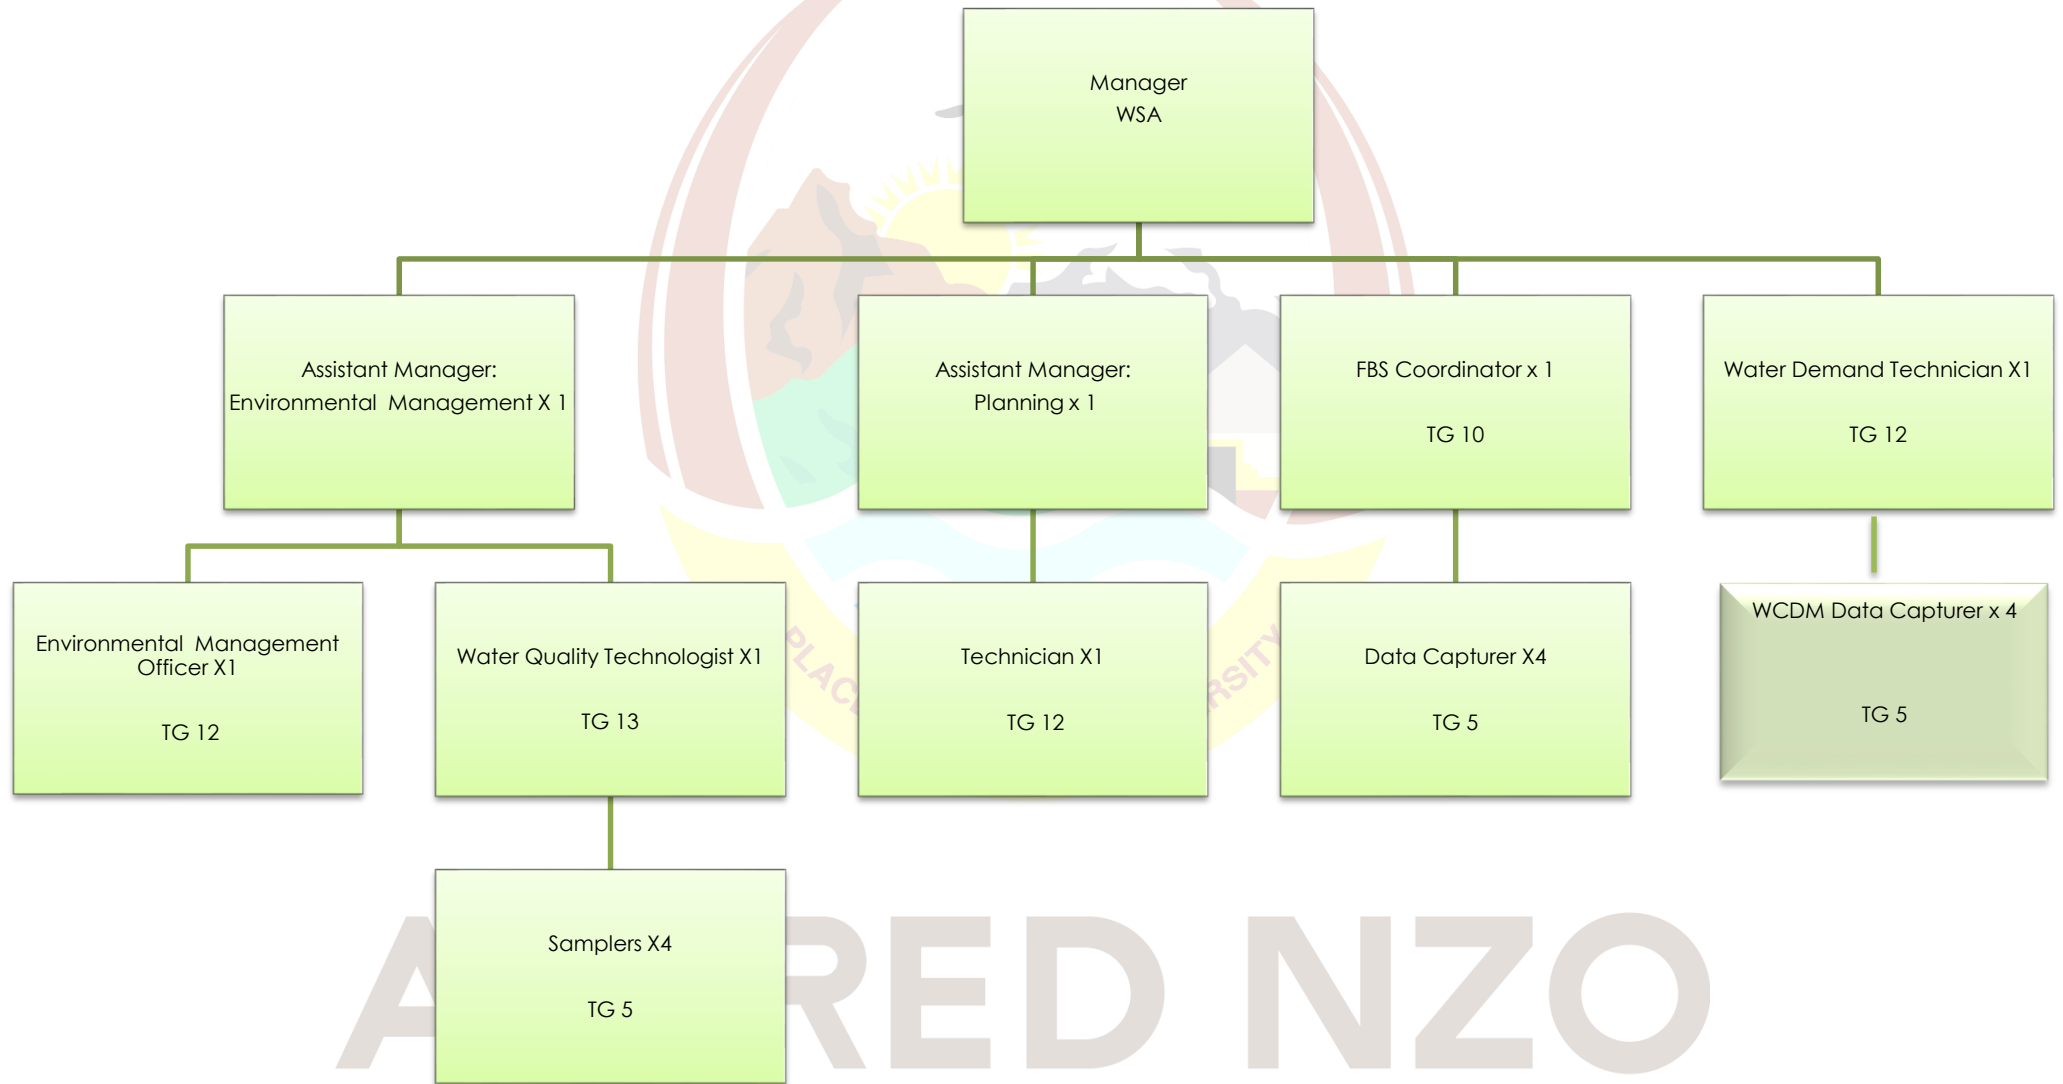 Manager
WSA
Assistant Manager:
Environmental Management X 1
Assistant Manager:
Planning x 1
FBS Coordinator x 1
TG 10
Water Demand Technician X1
TG 12
Environmental Management
Officer X1
TG 12
Water Quality Technologist X1
TG 13
Technician X1
TG 12
Data Capturer X4
TG 5
WCDM Data Capturer x 4
TG 5
Samplers X4
TG 5
RED NZO